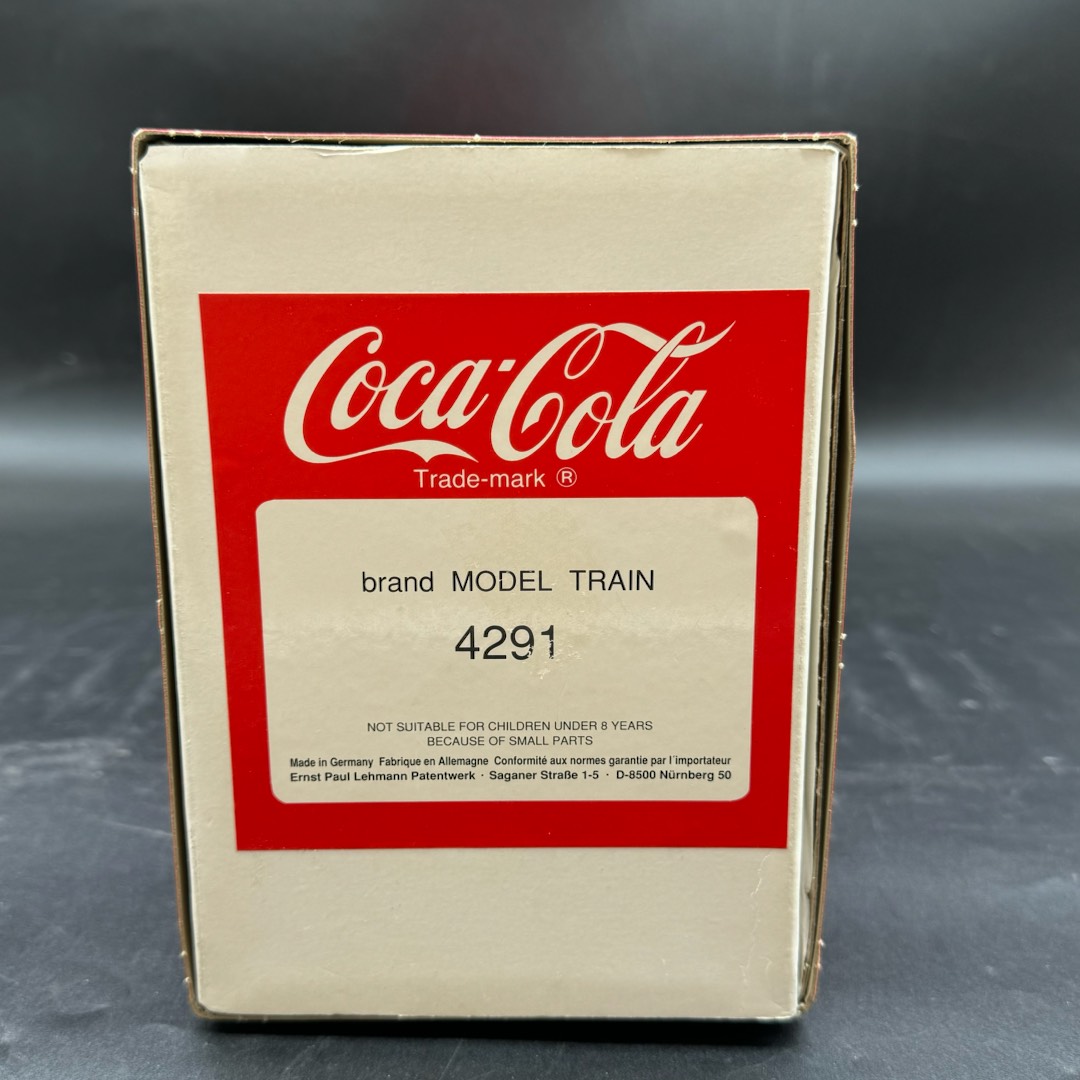 Coca-Cola
Trade-mark ®
brand MODEL TRAIN
4291
NOT SUITABLE FOR CHILDREN UNDER 8 YEARS
BECAUSE OF SMALL PARTS
Made in Germany Fabrique en Allemagne Conformité aux normes garantie par l'importateur
Ernst Paul Lehmann Patentwerk · Saganer Straße 1-5 · D-8500 Nürnberg 50